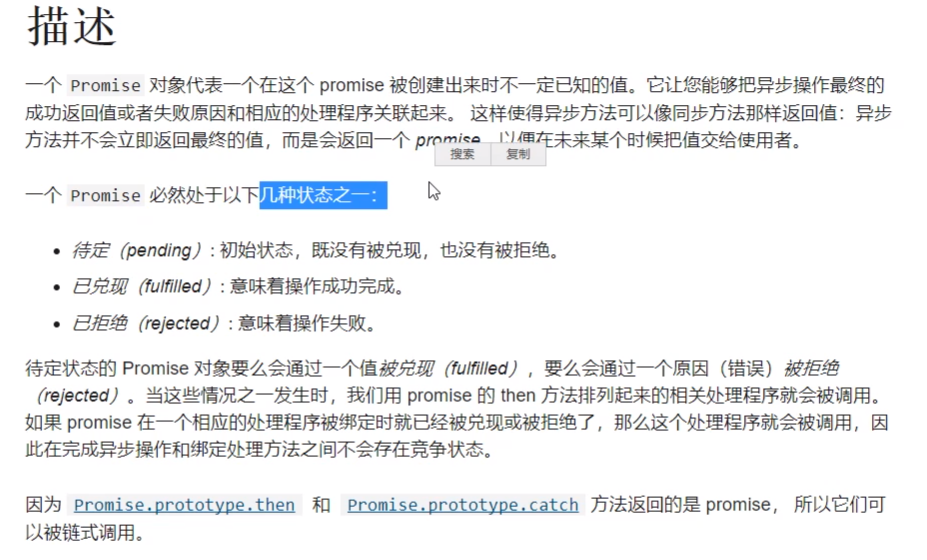 描述
一个 Promise 对象代表一个在这个 promise 被创建出来时不一定已知的值。它让您能够把异步操作最终的
成功返回值或者失败原因和相应的处理程序关联起来。 这样使得异步方法可以像同步方法那样返回值：异步
方法并不会立即返回最终的值，而是会返回一个 promise，以便在未来某个时候把值交给使用者。
搜索 复制
一个 Promise 必然处于以下几种状态之一：
• 待定（pending）: 初始状态，既没有被兑现，也没有被拒绝。
• 已兑现（fulfilled）: 意味着操作成功完成。
• 已拒绝（rejected）: 意味着操作失败。
待定状态的 Promise 对象要么会通过一个值被兑现（fulfilled），要么会通过一个原因（错误）被拒绝
（rejected）。当这些情况之一发生时，我们用 promise 的 then 方法排列起来的相关处理程序就会被调用。
如果 promise 在一个相应的处理程序被绑定时就已经被兑现或被拒绝了，那么这个处理程序就会被调用，因
此在完成异步操作和绑定处理方法之间不会存在竞争状态。
因为 Promise.prototype.then 和 Promise.prototype.catch 方法返回的是 promise， 所以它们可
以被链式调用。